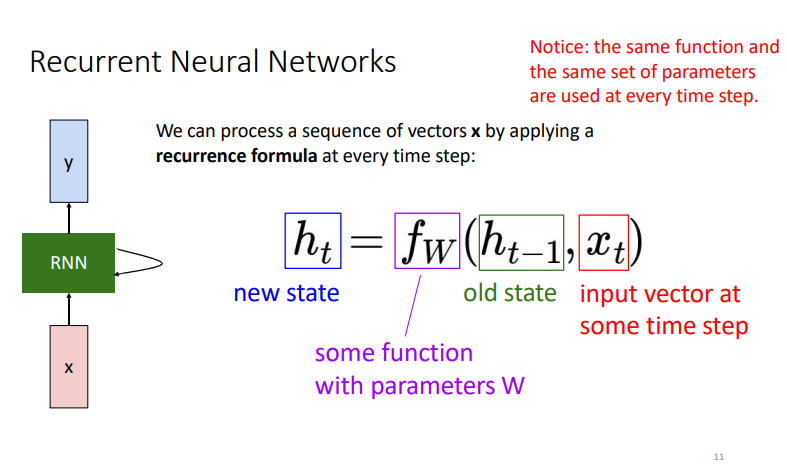 Recurrent Neural Networks
Notice: the same function and
the same set of parameters
are used at every time step.
We can process a sequence of vectors x by applying a
recurrence formula at every time step:
y
RNN
x
h_t = f_W(h_{t-1}, x_t)
new state
old state
input vector at
some time step
some function
with parameters W
11